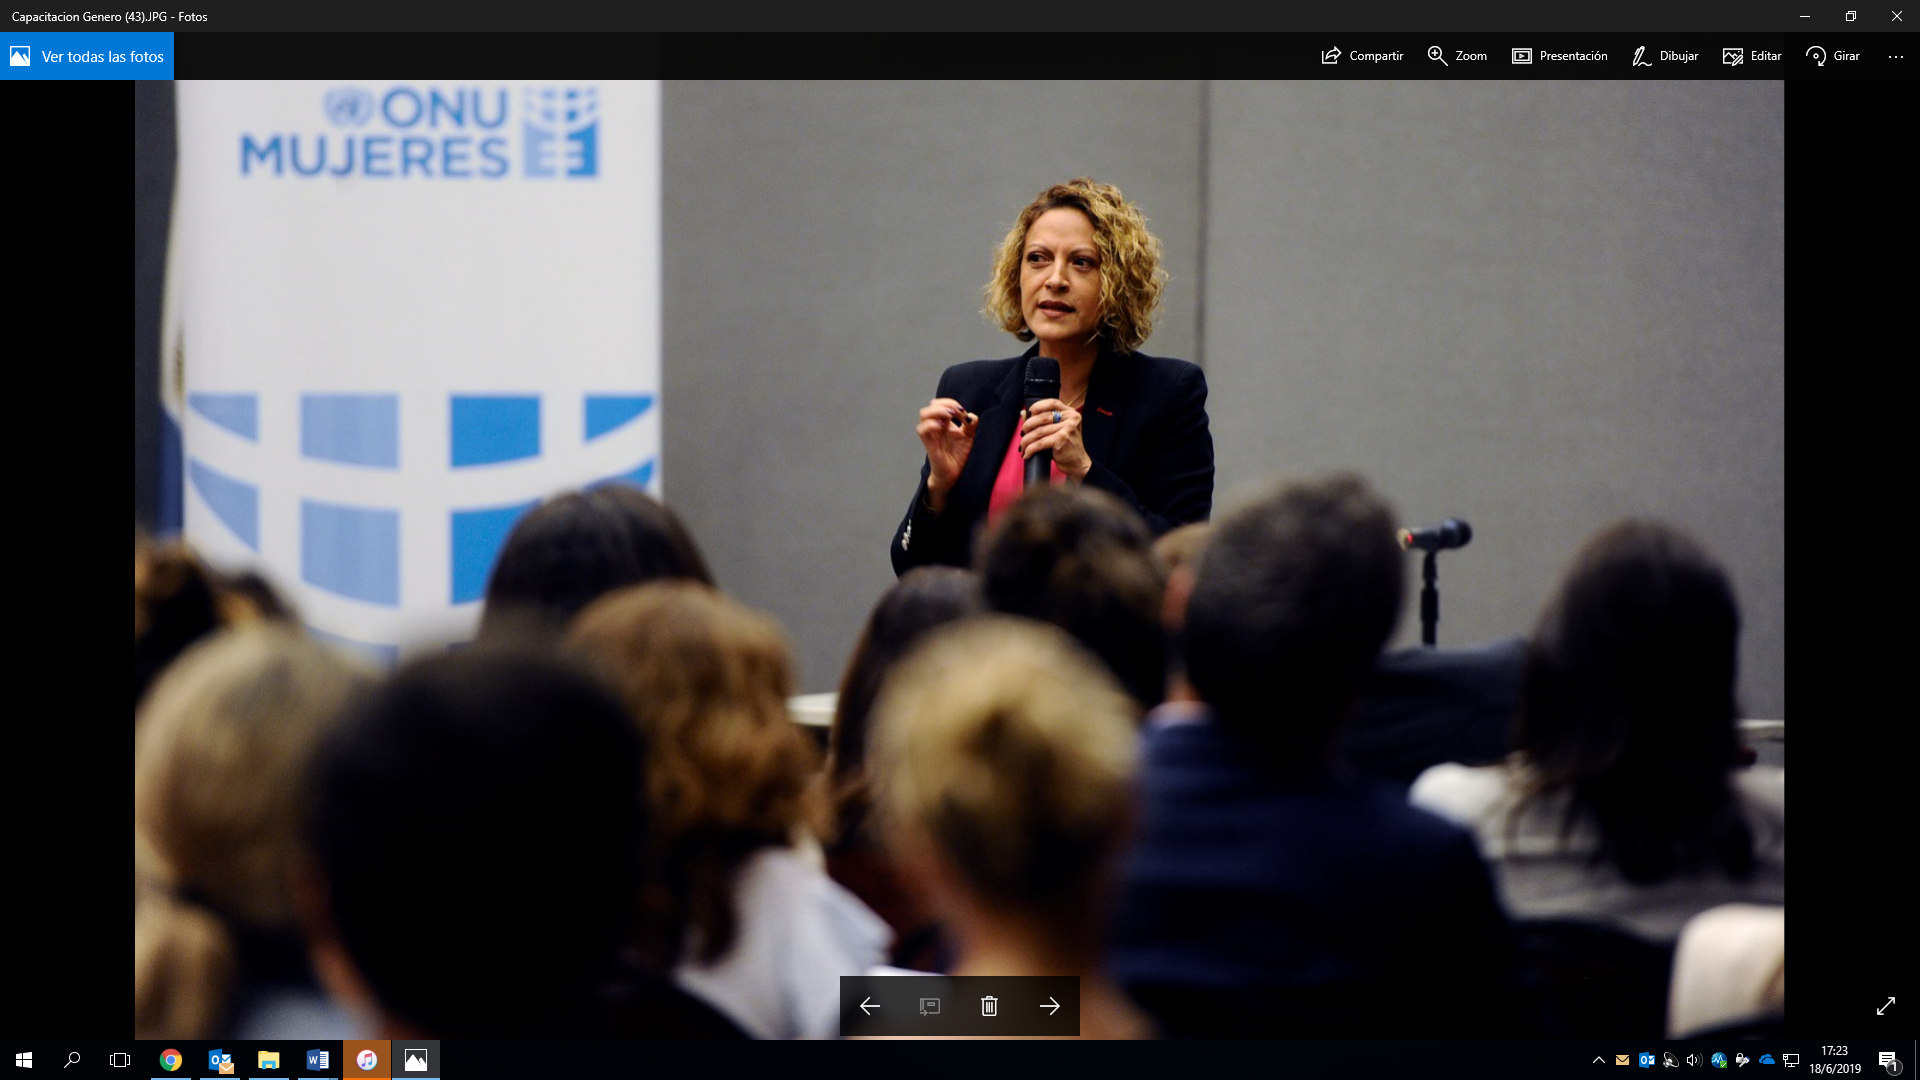 Capacitacion Genero (43).JPG - Fotos
Ver todas las fotos
Compartir
Zoom
Presentación
Dibujar
Editar
Girar
ONU
MUJERES
17:23
18/6/2019
1